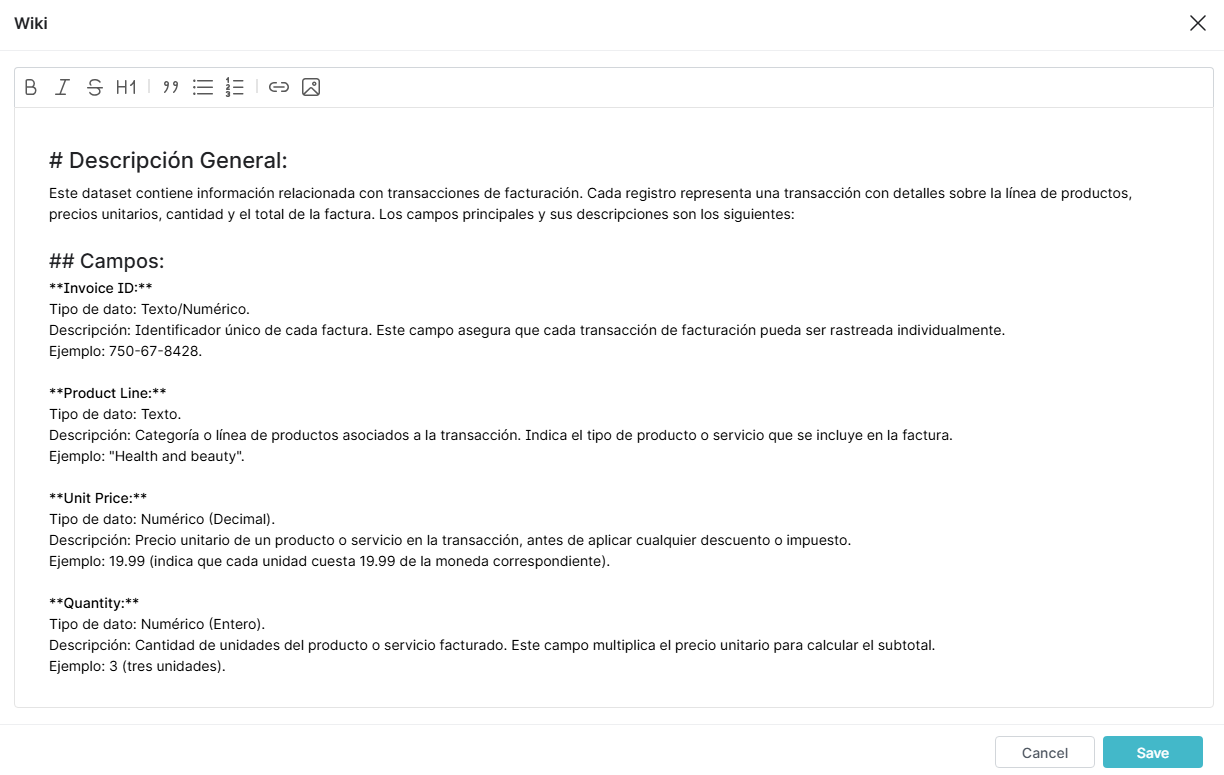 Wiki
B I S H1
# Descripción General:
Este dataset contiene información relacionada con transacciones de facturación. Cada registro representa una transacción con detalles sobre la línea de productos,
precios unitarios, cantidad y el total de la factura. Los campos principales y sus descripciones son los siguientes:
## Campos:
**Invoice ID:**
Tipo de dato: Texto/Numérico.
Descripción: Identificador único de cada factura. Este campo asegura que cada transacción de facturación pueda ser rastreada individualmente.
Ejemplo: 750-67-8428.
**Product Line:**
Tipo de dato: Texto.
Descripción: Categoría o línea de productos asociados a la transacción. Indica el tipo de producto o servicio que se incluye en la factura.
Ejemplo: "Health and beauty".
**Unit Price:**
Tipo de dato: Numérico (Decimal).
Descripción: Precio unitario de un producto o servicio en la transacción, antes de aplicar cualquier descuento o impuesto.
Ejemplo: 19.99 (indica que cada unidad cuesta 19.99 de la moneda correspondiente).
**Quantity:**
Tipo de dato: Numérico (Entero).
Descripción: Cantidad de unidades del producto o servicio facturado. Este campo multiplica el precio unitario para calcular el subtotal.
Ejemplo: 3 (tres unidades).
Cancel Save